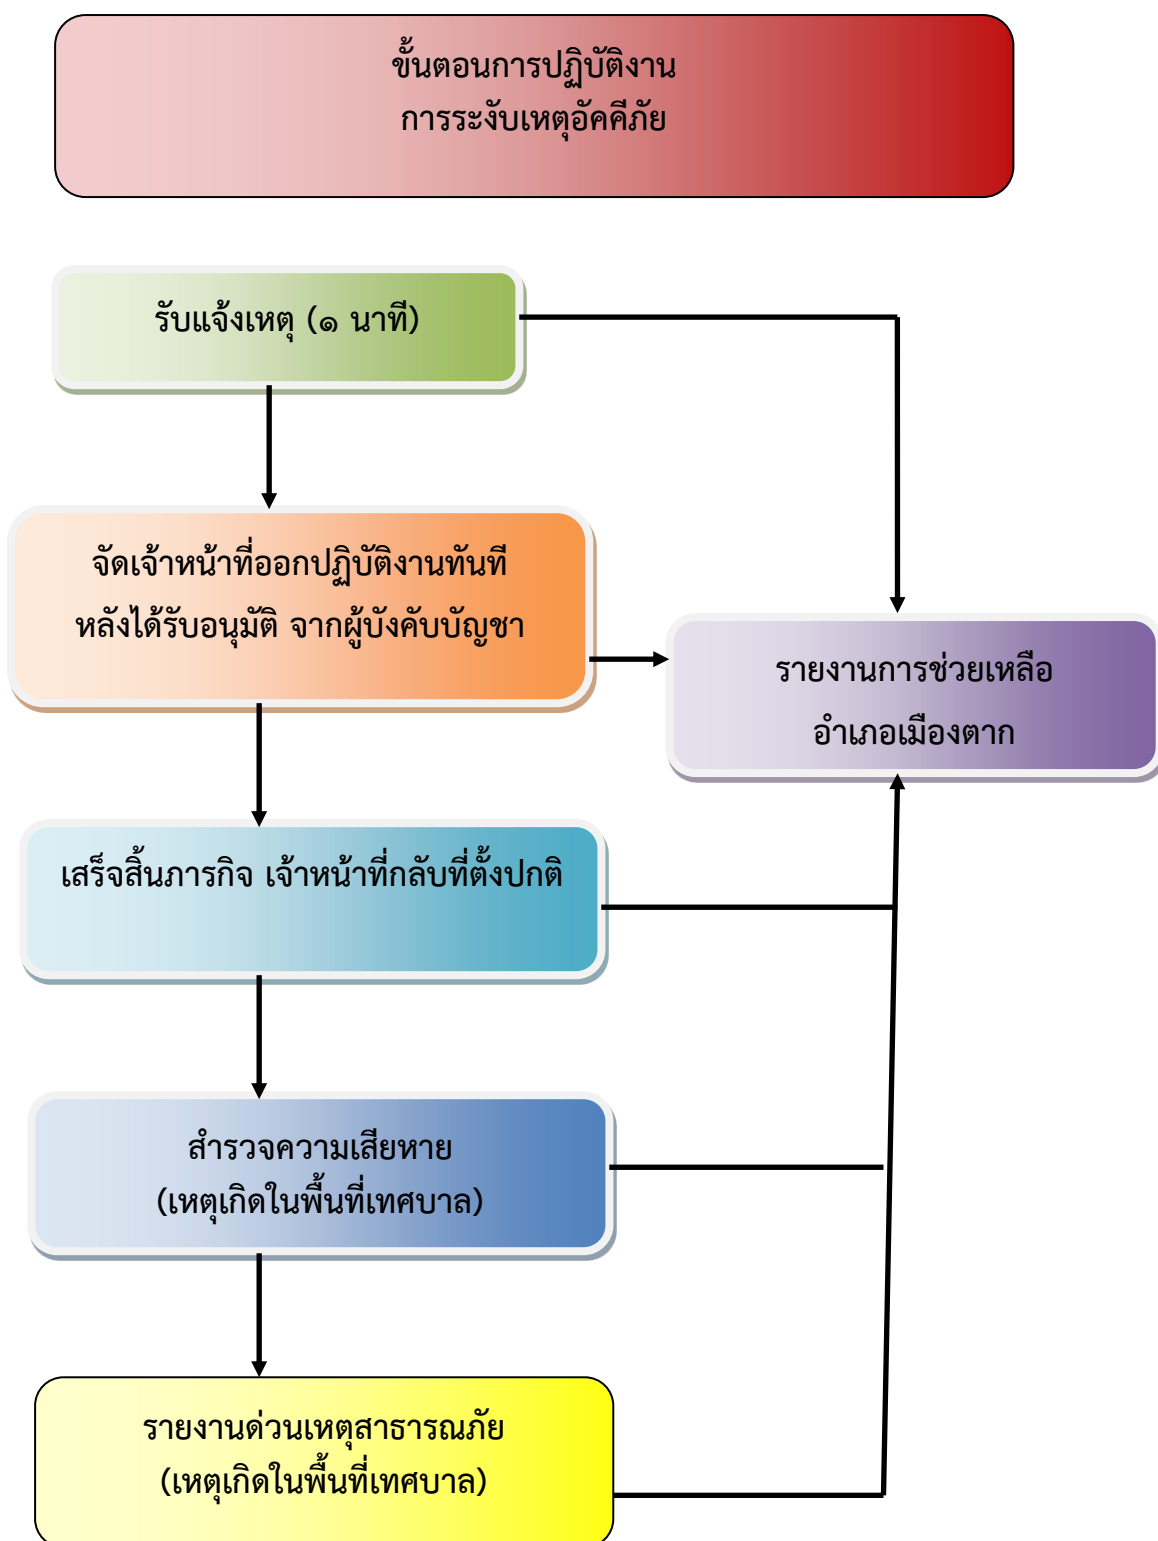 ขั้นตอนการปฏิบัติงาน
การระงับเหตุอัคคีภัย
รับแจ้งเหตุ (๑ นาที)
จัดเจ้าหน้าที่ออกปฏิบัติงานทันที
หลังได้รับอนุมัติ จากผู้บังคับบัญชา
รายงานการช่วยเหลือ
อำเภอเมืองตาก
เสร็จสิ้นภารกิจ เจ้าหน้าที่กลับที่ตั้งปกติ
สำรวจความเสียหาย
(เหตุเกิดในพื้นที่เทศบาล)
รายงานด่วนเหตุสาธารณภัย
(เหตุเกิดในพื้นที่เทศบาล)